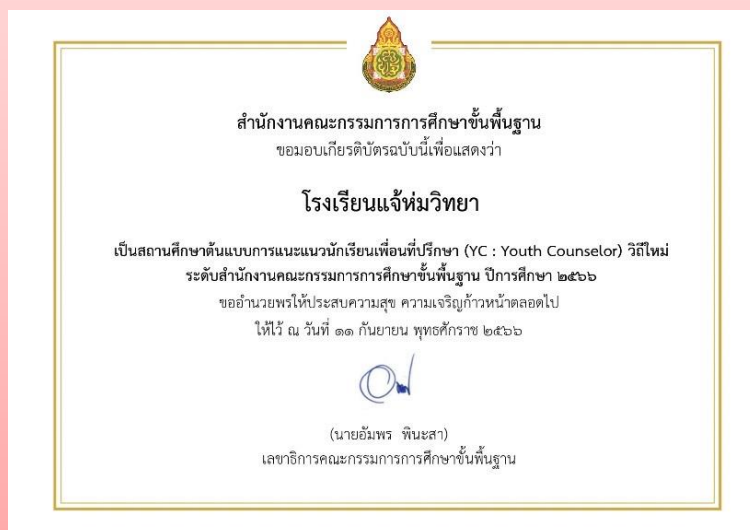 สำนักงานคณะกรรมการการศึกษาขั้นพื้นฐาน
ขอมอบเกียรติบัตรฉบับนี้เพื่อแสดงว่า
โรงเรียนแจ้ห่มวิทยา
เป็นสถานศึกษาต้นแบบการแนะแนวนักเรียนเพื่อนที่ปรึกษา (YC : Youth Counselor) วิถีใหม่
ระดับสำนักงานคณะกรรมการการศึกษาขั้นพื้นฐาน ปีการศึกษา ๒๕๖๖
ขออำนวยพรให้ประสบความสุข ความเจริญก้าวหน้าตลอดไป
ให้ไว้ ณ วันที่ ๑๑ กันยายน พุทธศักราช ๒๕๖๖
(นายอัมพร พินะสา)
เลขาธิการคณะกรรมการการศึกษาขั้นพื้นฐาน